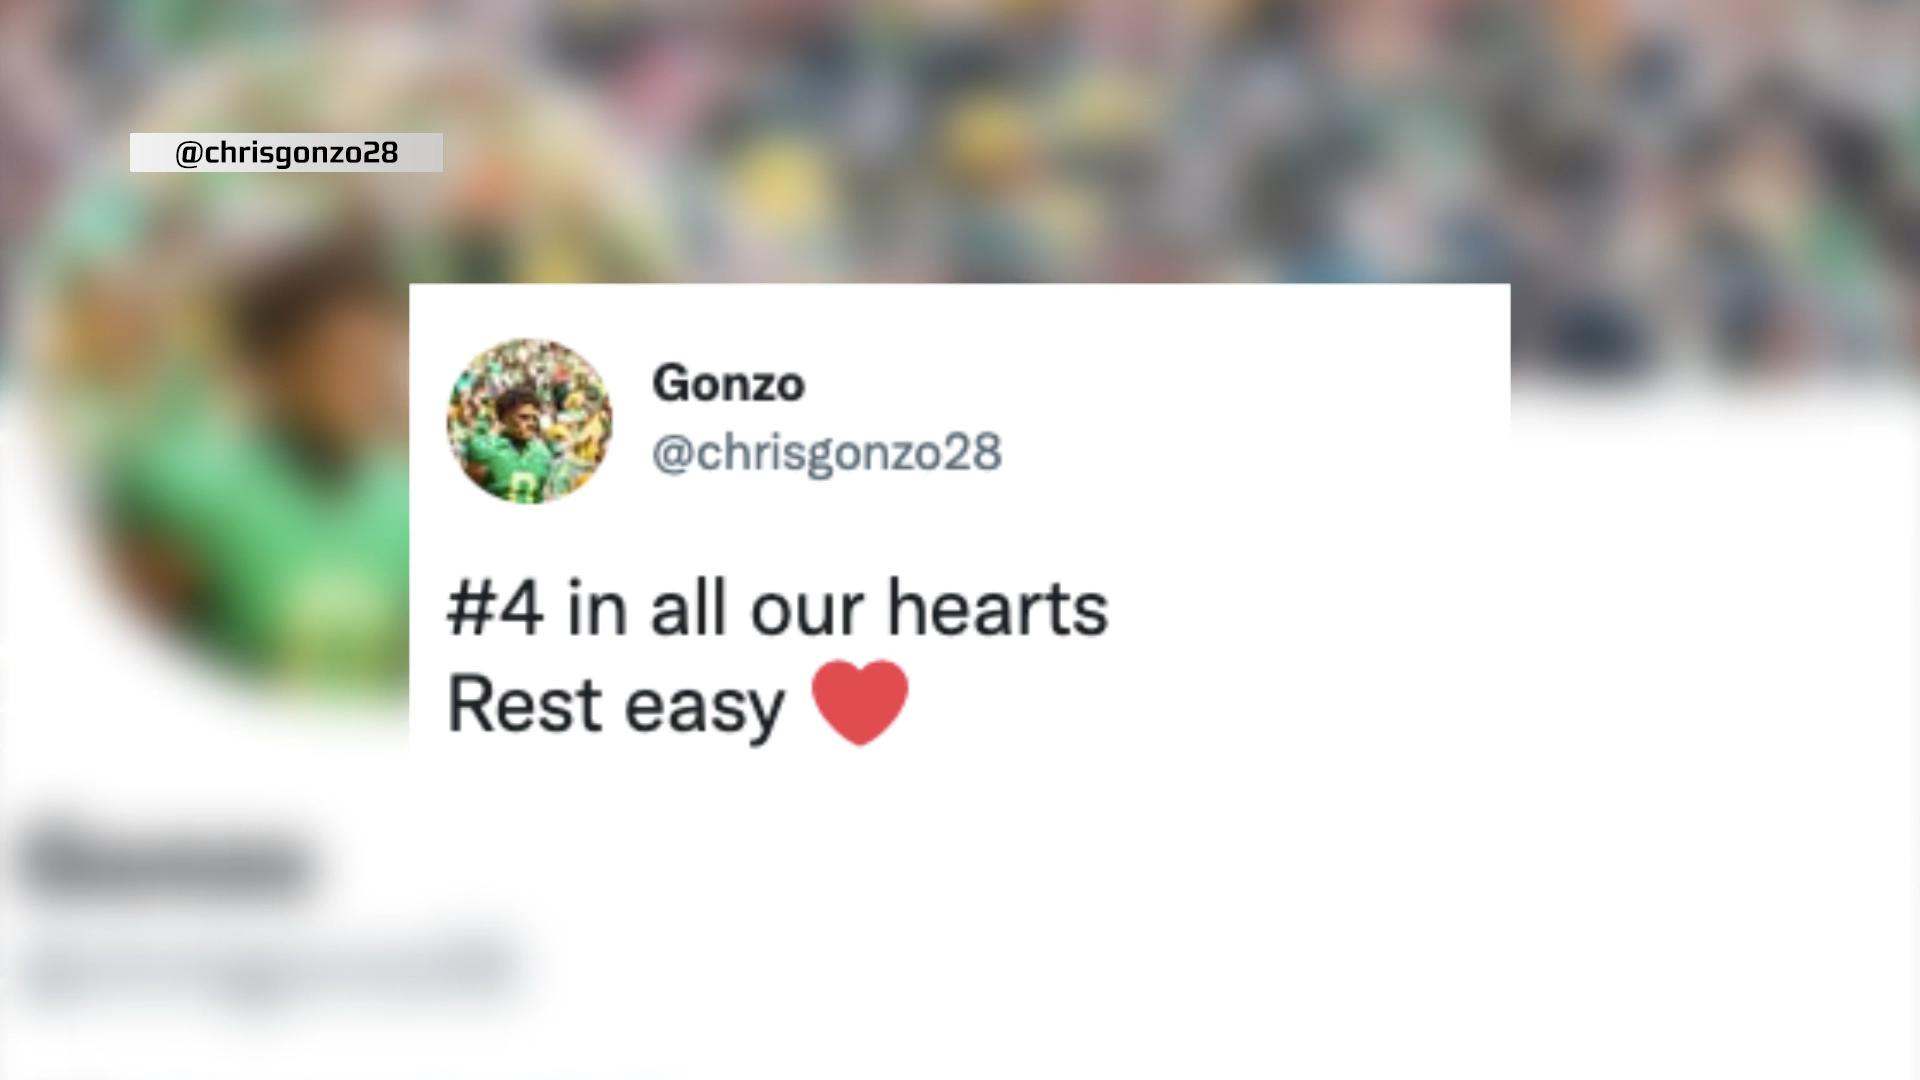 @chrisgonzo28
Gonzo
@chrisgonzo28
#4 in all our hearts
Rest easy ❤️